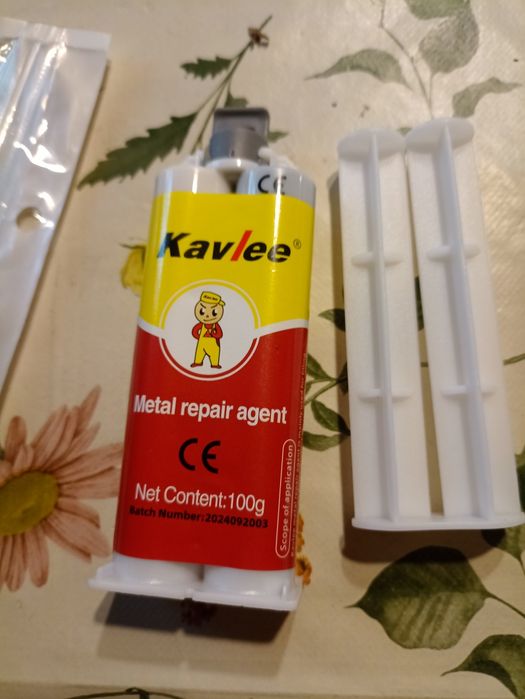 CE
Kavlee®
Metal repair agent
CE
Net Content:100g
Batch Number:2024092003
Scope of application